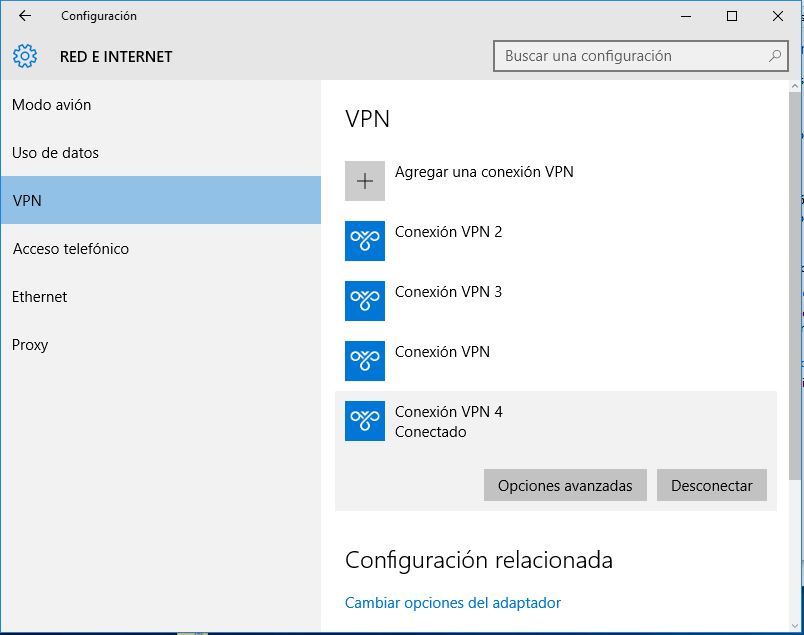 Configuración
RED E INTERNET
Buscar una configuración
Modo avión
Uso de datos
VPN
Acceso telefónico
Ethernet
Proxy
VPN
Agregar una conexión VPN
Conexión VPN 2
Conexión VPN 3
Conexión VPN
Conexión VPN 4
Conectado
Opciones avanzadas
Desconectar
Configuración relacionada
Cambiar opciones del adaptador